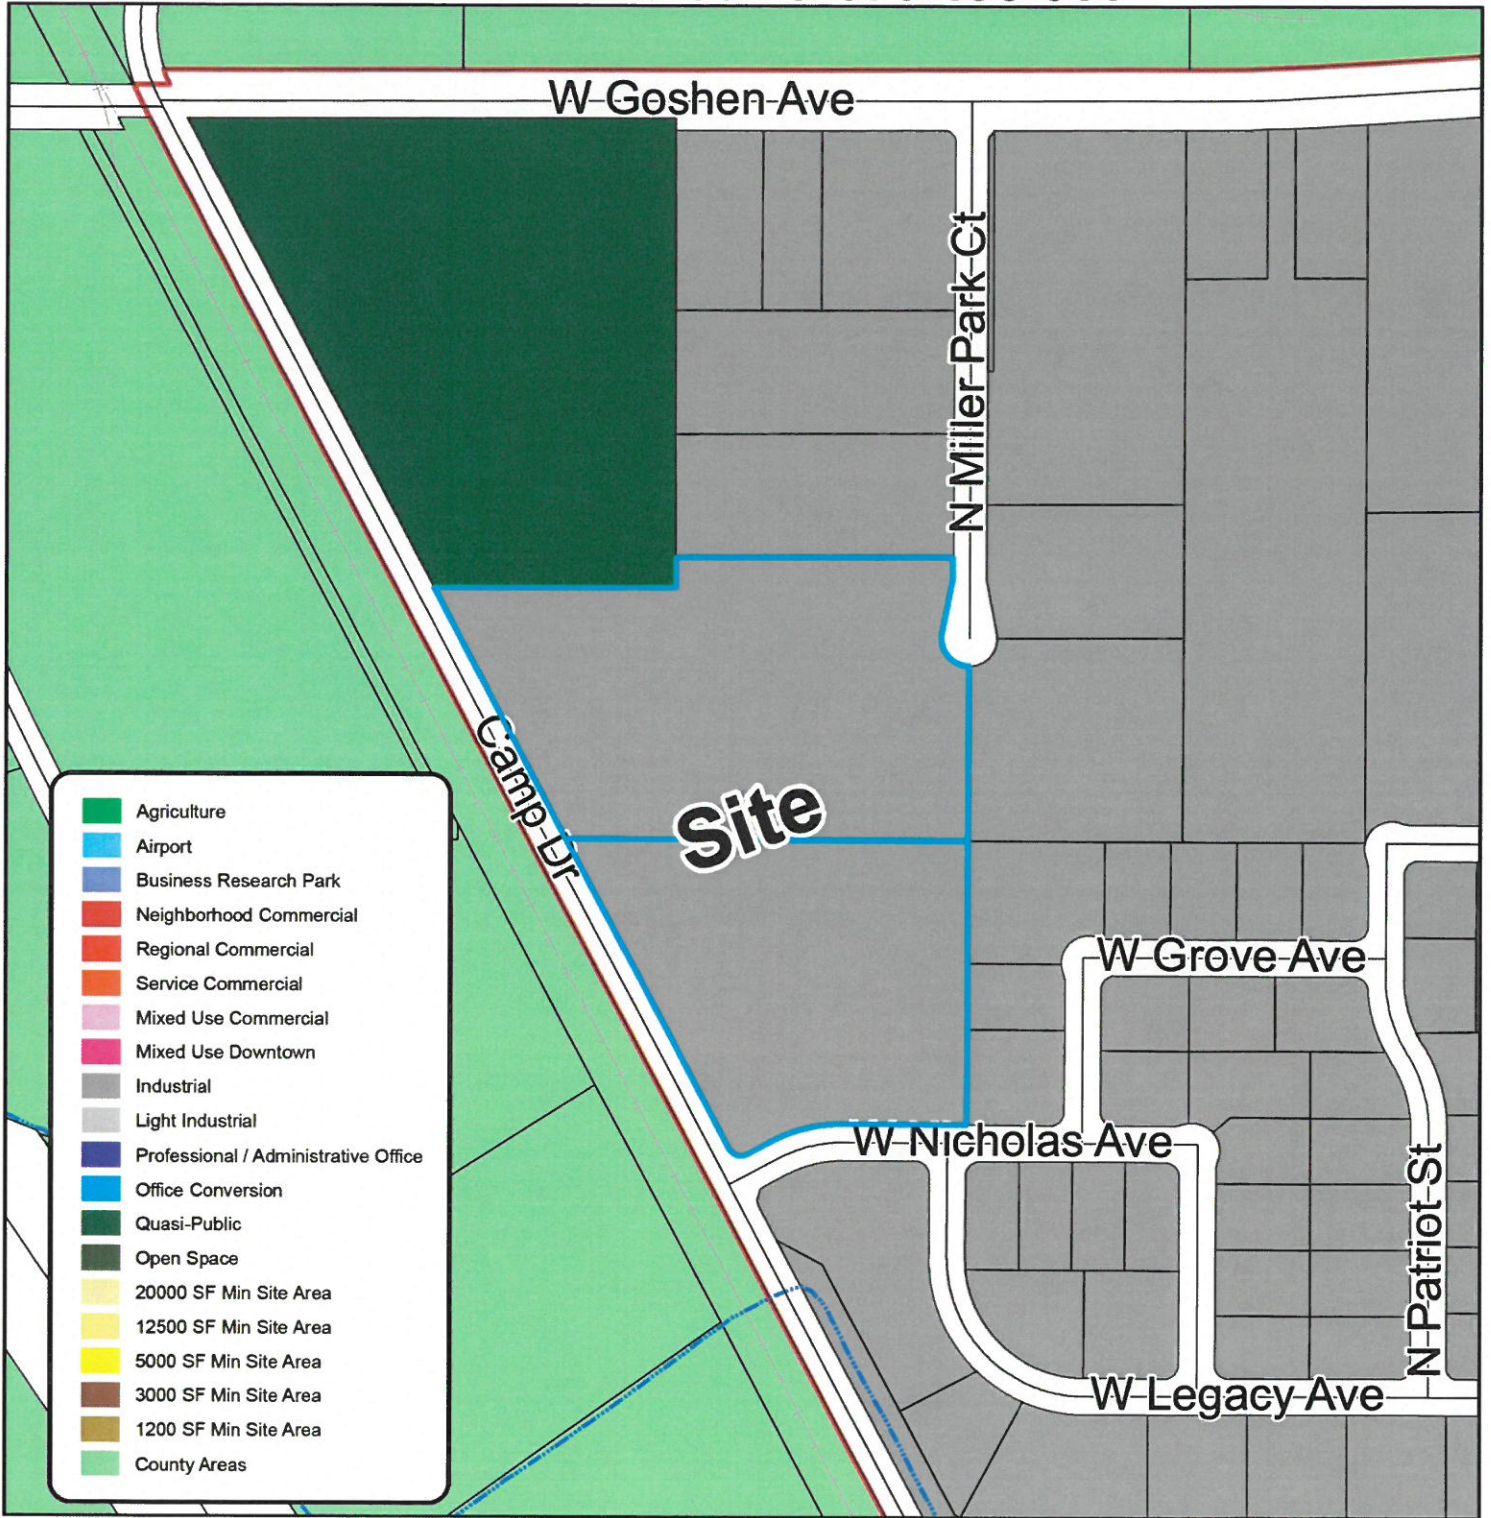 W Goshen Ave
N Miller Park Ct
Camp Dr
Site
W Grove Ave
W Nicholas Ave
N Patriot St
W Legacy Ave
Agriculture
Airport
Business Research Park
Neighborhood Commercial
Regional Commercial
Service Commercial
Mixed Use Commercial
Mixed Use Downtown
Industrial
Light Industrial
Professional / Administrative Office
Office Conversion
Quasi-Public
Open Space
20000 SF Min Site Area
12500 SF Min Site Area
5000 SF Min Site Area
3000 SF Min Site Area
1200 SF Min Site Area
County Areas